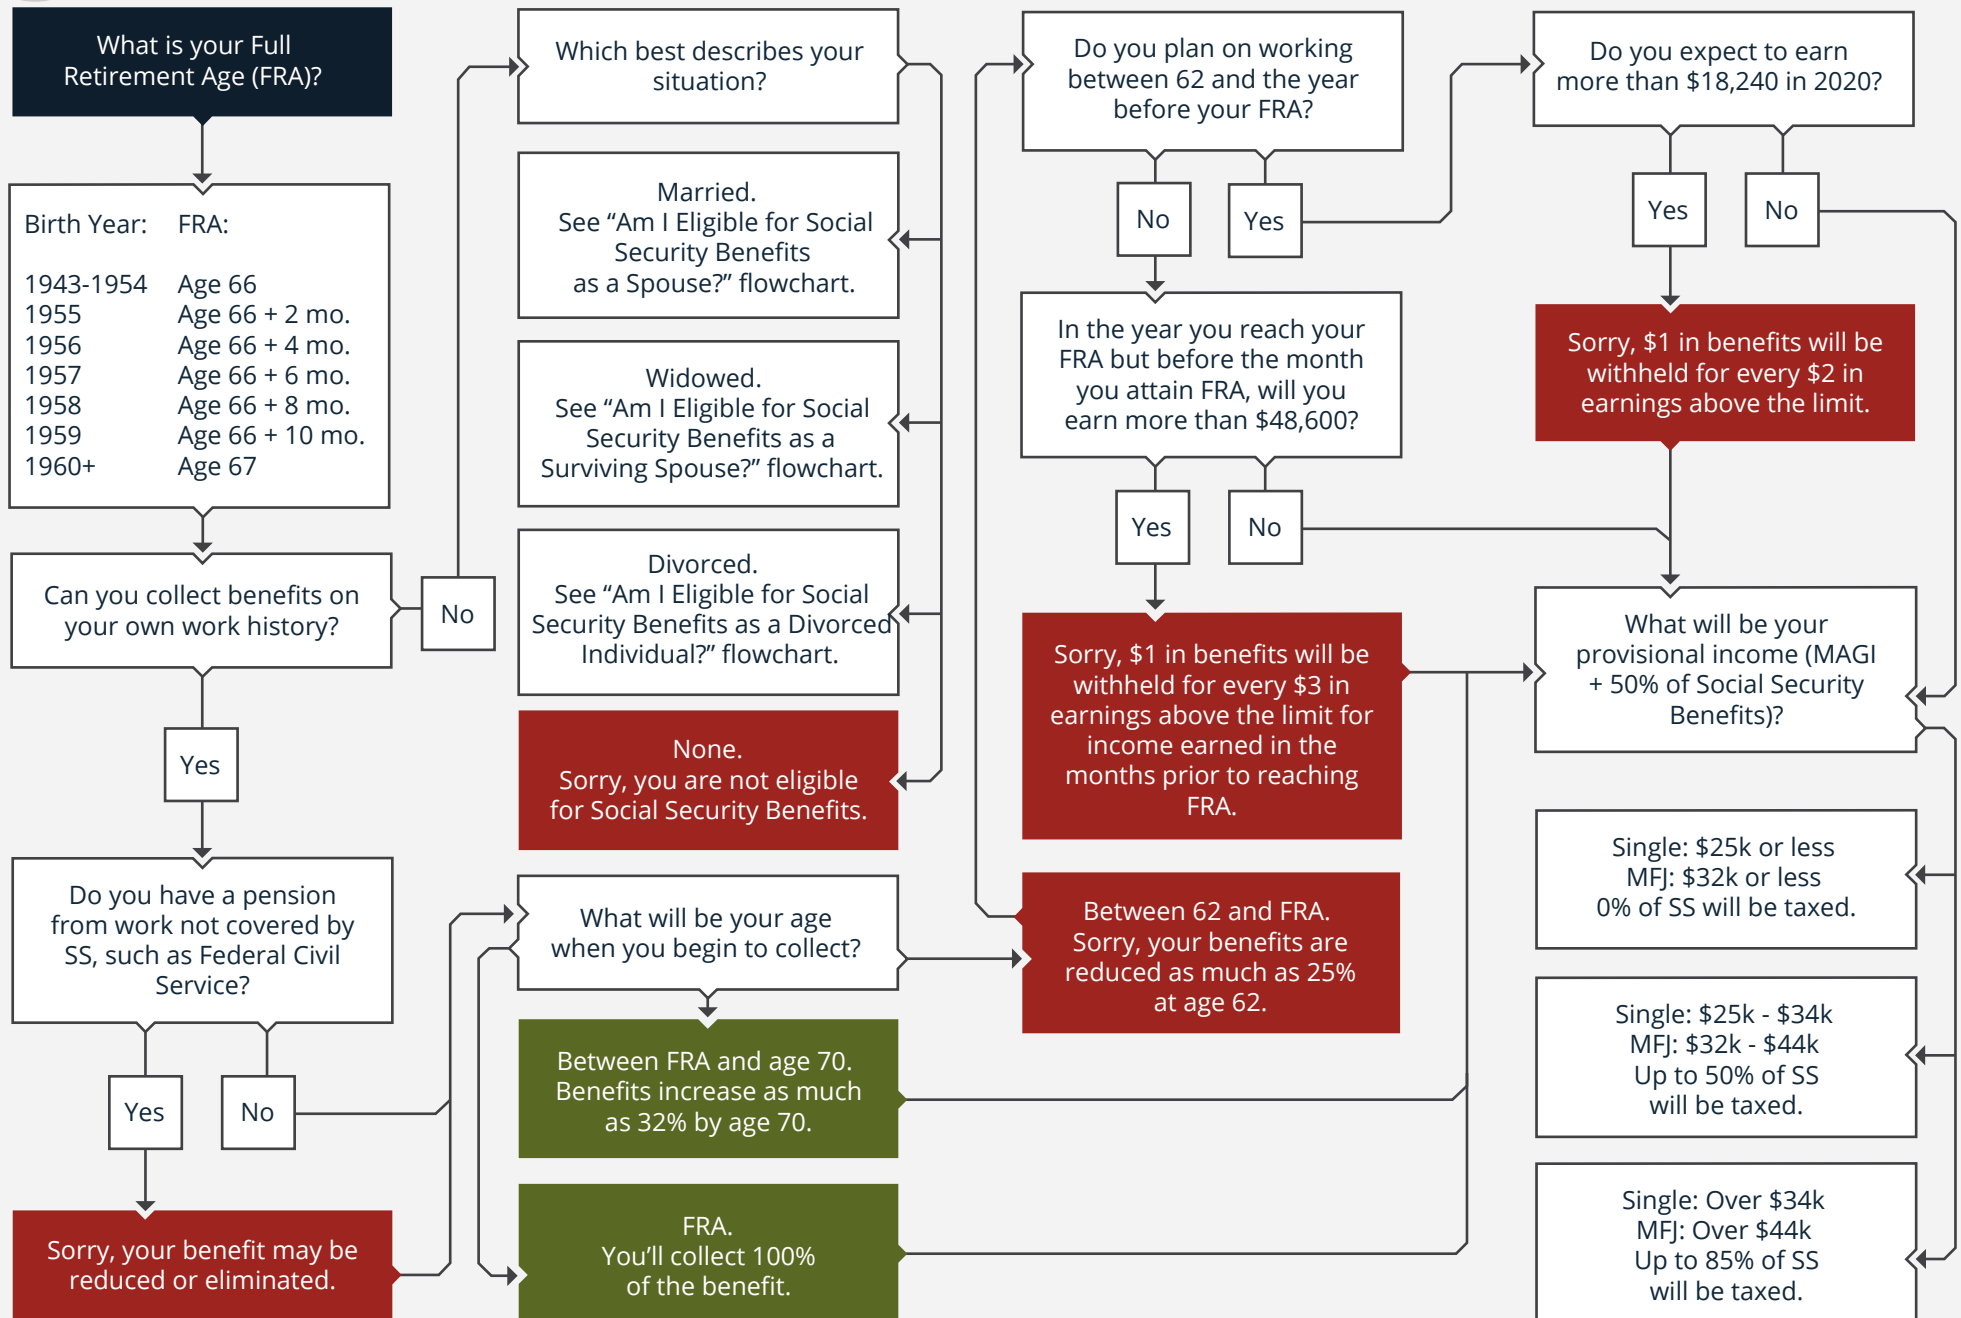 What is your Full
Retirement Age (FRA)?
Birth Year: FRA:
1943-1954 Age 66
1955 Age 66 + 2 mo.
1956 Age 66 + 4 mo.
1957 Age 66 + 6 mo.
1958 Age 66 + 8 mo.
1959 Age 66 + 10 mo.
1960+ Age 67
Can you collect benefits on
your own work history?
No
Yes
Do you have a pension
from work not covered by
SS, such as Federal Civil
Service?
Yes
No
Sorry, your benefit may be
reduced or eliminated.
Which best describes your
situation?
Married.
See “Am I Eligible for Social
Security Benefits
as a Spouse?” flowchart.
Widowed.
See “Am I Eligible for Social
Security Benefits as a
Surviving Spouse?” flowchart.
Divorced.
See “Am I Eligible for Social
Security Benefits as a Divorced
Individual?” flowchart.
None.
Sorry, you are not eligible
for Social Security Benefits.
What will be your age
when you begin to collect?
Between FRA and age 70.
Benefits increase as much
as 32% by age 70.
FRA.
You’ll collect 100%
of the benefit.
Do you plan on working
between 62 and the year
before your FRA?
No
Yes
In the year you reach your
FRA but before the month
you attain FRA, will you
earn more than $48,600?
Yes
No
Sorry, $1 in benefits will be
withheld for every $3 in
earnings above the limit for
income earned in the
months prior to reaching
FRA.
Between 62 and FRA.
Sorry, your benefits are
reduced as much as 25%
at age 62.
Do you expect to earn
more than $18,240 in 2020?
Yes
No
Sorry, $1 in benefits will be
withheld for every $2 in
earnings above the limit.
What will be your
provisional income (MAGI
+ 50% of Social Security
Benefits)?
Single: $25k or less
MFJ: $32k or less
0% of SS will be taxed.
Single: $25k - $34k
MFJ: $32k - $44k
Up to 50% of SS
will be taxed.
Single: Over $34k
MFJ: Over $44k
Up to 85% of SS
will be taxed.